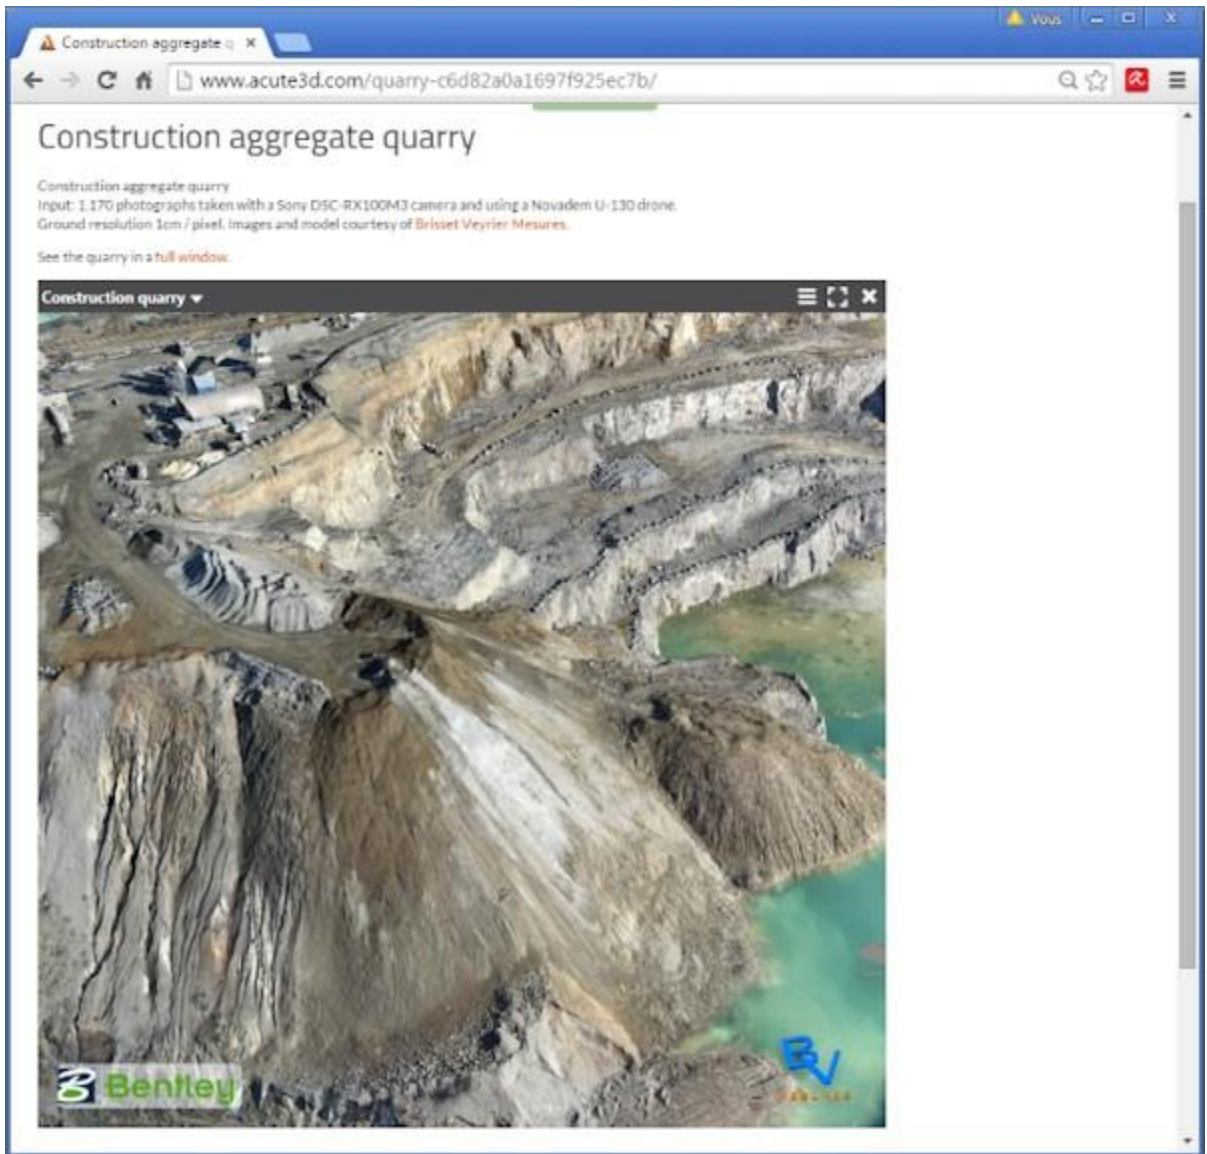 Vous
Construction aggregate q
www.acute3d.com/quarry-c6d82a0a1697f925ec7b/
Construction aggregate quarry
Construction aggregate quarry
Input: 1.170 photographs taken with a Sony DSC-RX100M3 camera and using a Novadem U-130 drone.
Ground resolution 1cm / pixel. Images and model courtesy of Brisset Veyrier Mesures.
See the quarry in a full window.
Construction quarry
B Bentley
BV